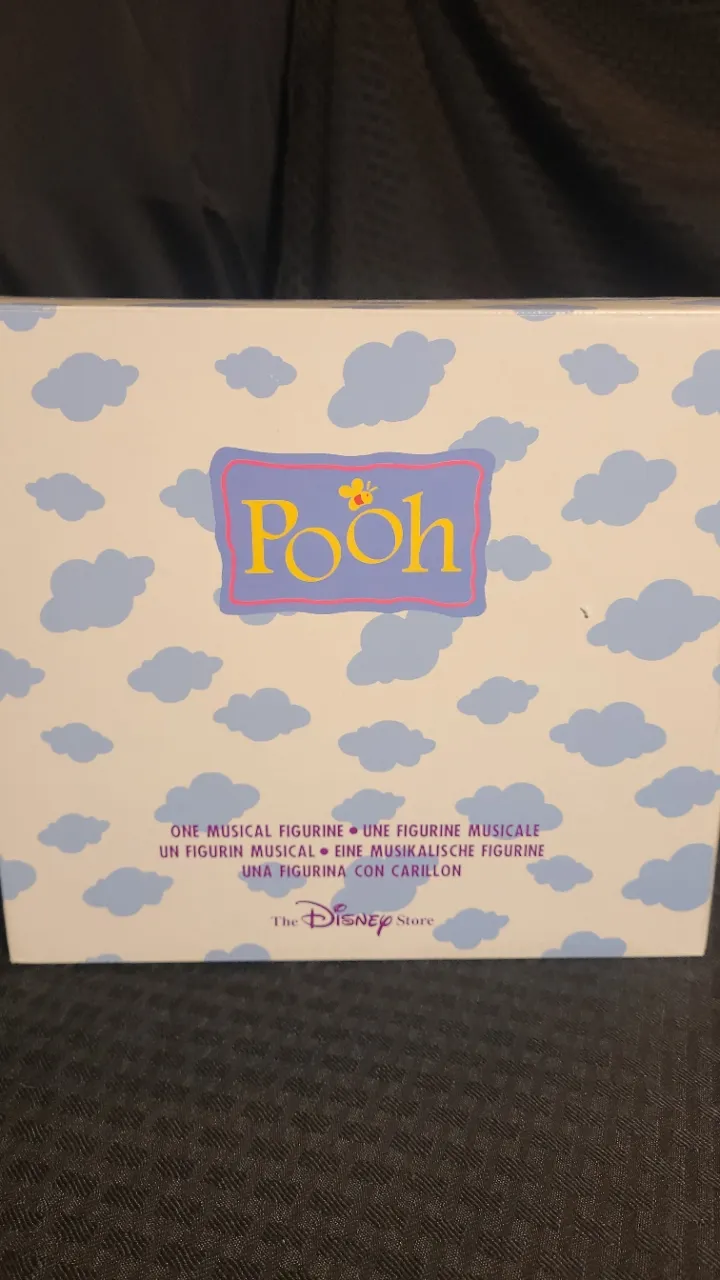 Pooh
ONE MUSICAL FIGURINE • UNE FIGURINE MUSICALE
UN FIGURIN MUSICAL • EINE MUSIKALISCHE FIGURINE
UNA FIGURINA CON CARILLON
The Disney Store